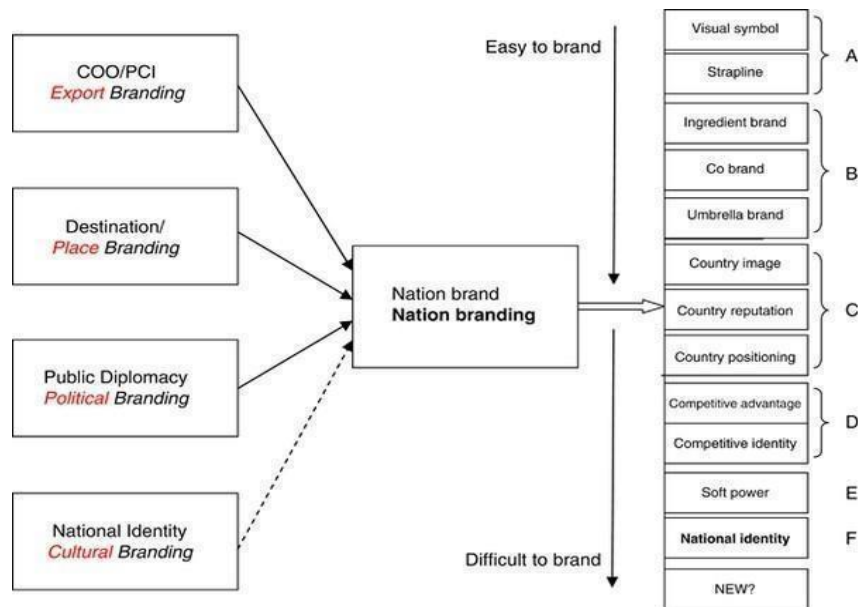 COO/PCI
Export Branding
Destination/
Place Branding
Public Diplomacy
Political Branding
National Identity
Cultural Branding
Nation brand
Nation branding
Easy to brand
Difficult to brand
Visual symbol
Strapline
A
Ingredient brand
Co brand
Umbrella brand
B
Country image
Country reputation
Country positioning
C
Competitive advantage
Competitive identity
D
Soft power
E
National identity
F
NEW?